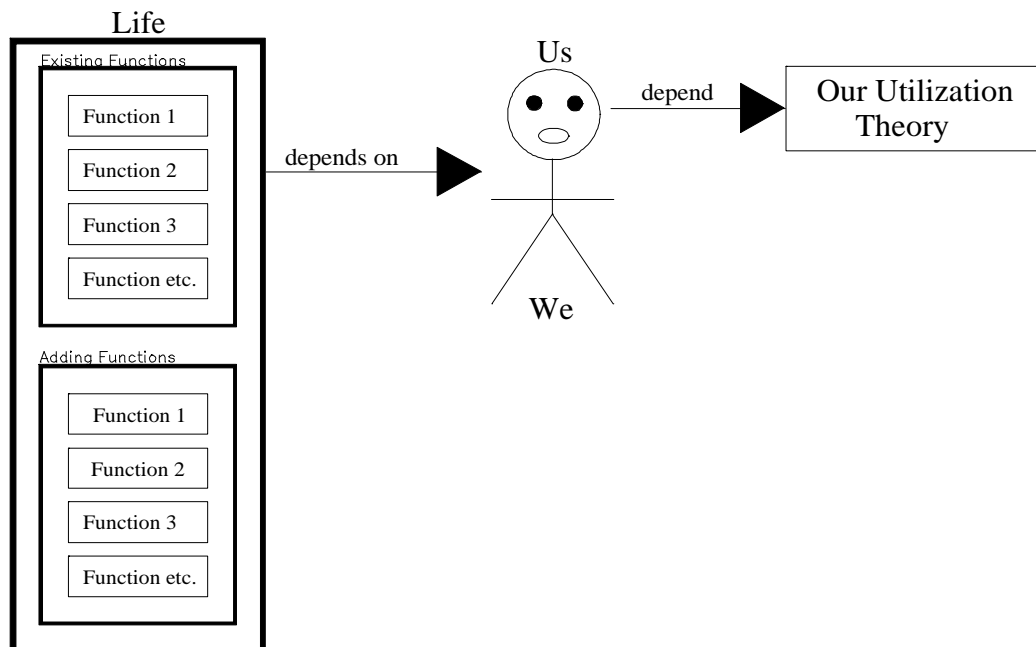 Life
Existing Functions
Function 1
Function 2
Function 3
Function etc.
Adding Functions
Function 1
Function 2
Function 3
Function etc.
depends on
Us
We
depend
Our Utilization
Theory